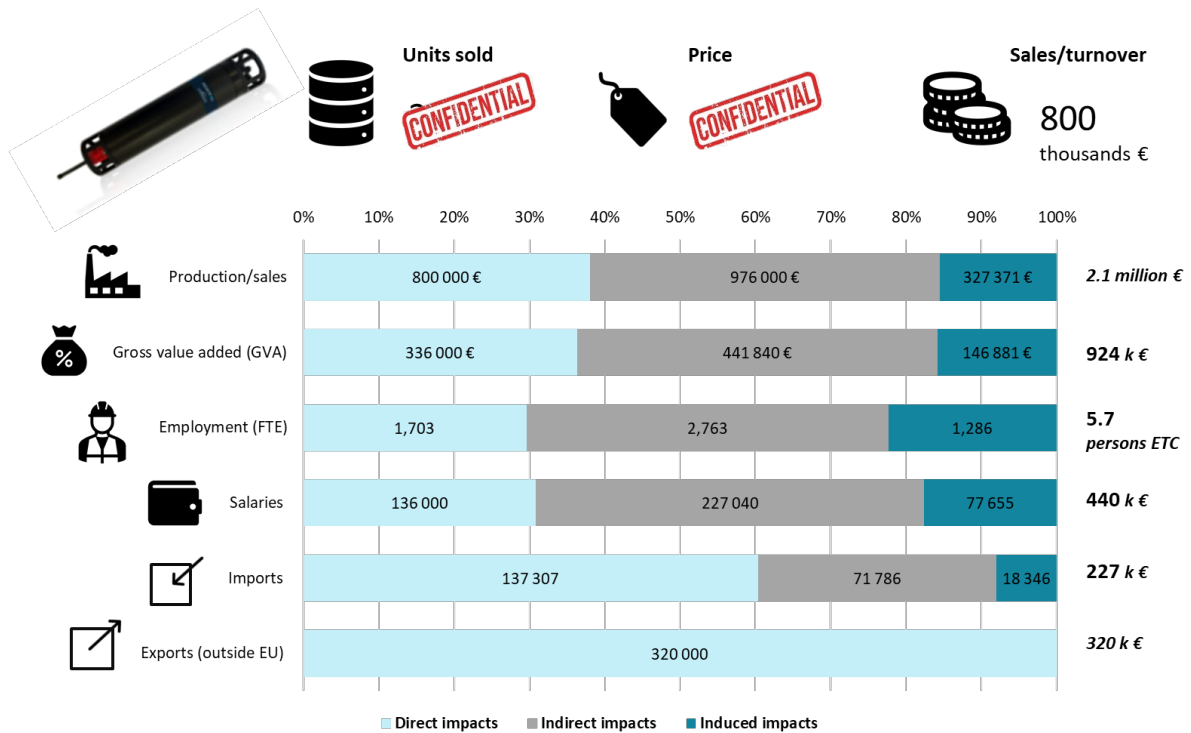 Units sold
Price
Sales/turnover
CONFIDENTIAL
CONFIDENTIAL
800
thousands €
0% 10% 20% 30% 40% 50% 60% 70% 80% 90% 100%
Production/sales 800 000 € 976 000 € 327 371 € 2.1 million €
Gross value added (GVA) 336 000 € 441 840 € 146 881 € 924 k €
%
Employment (FTE) 1,703 2,763 1,286 5.7
persons ETC
Salaries 136 000 227 040 77 655 440 k €
Imports 137 307 71 786 18 346 227 k €
Exports (outside EU) 320 000 320 k €
Direct impacts Indirect impacts Induced impacts